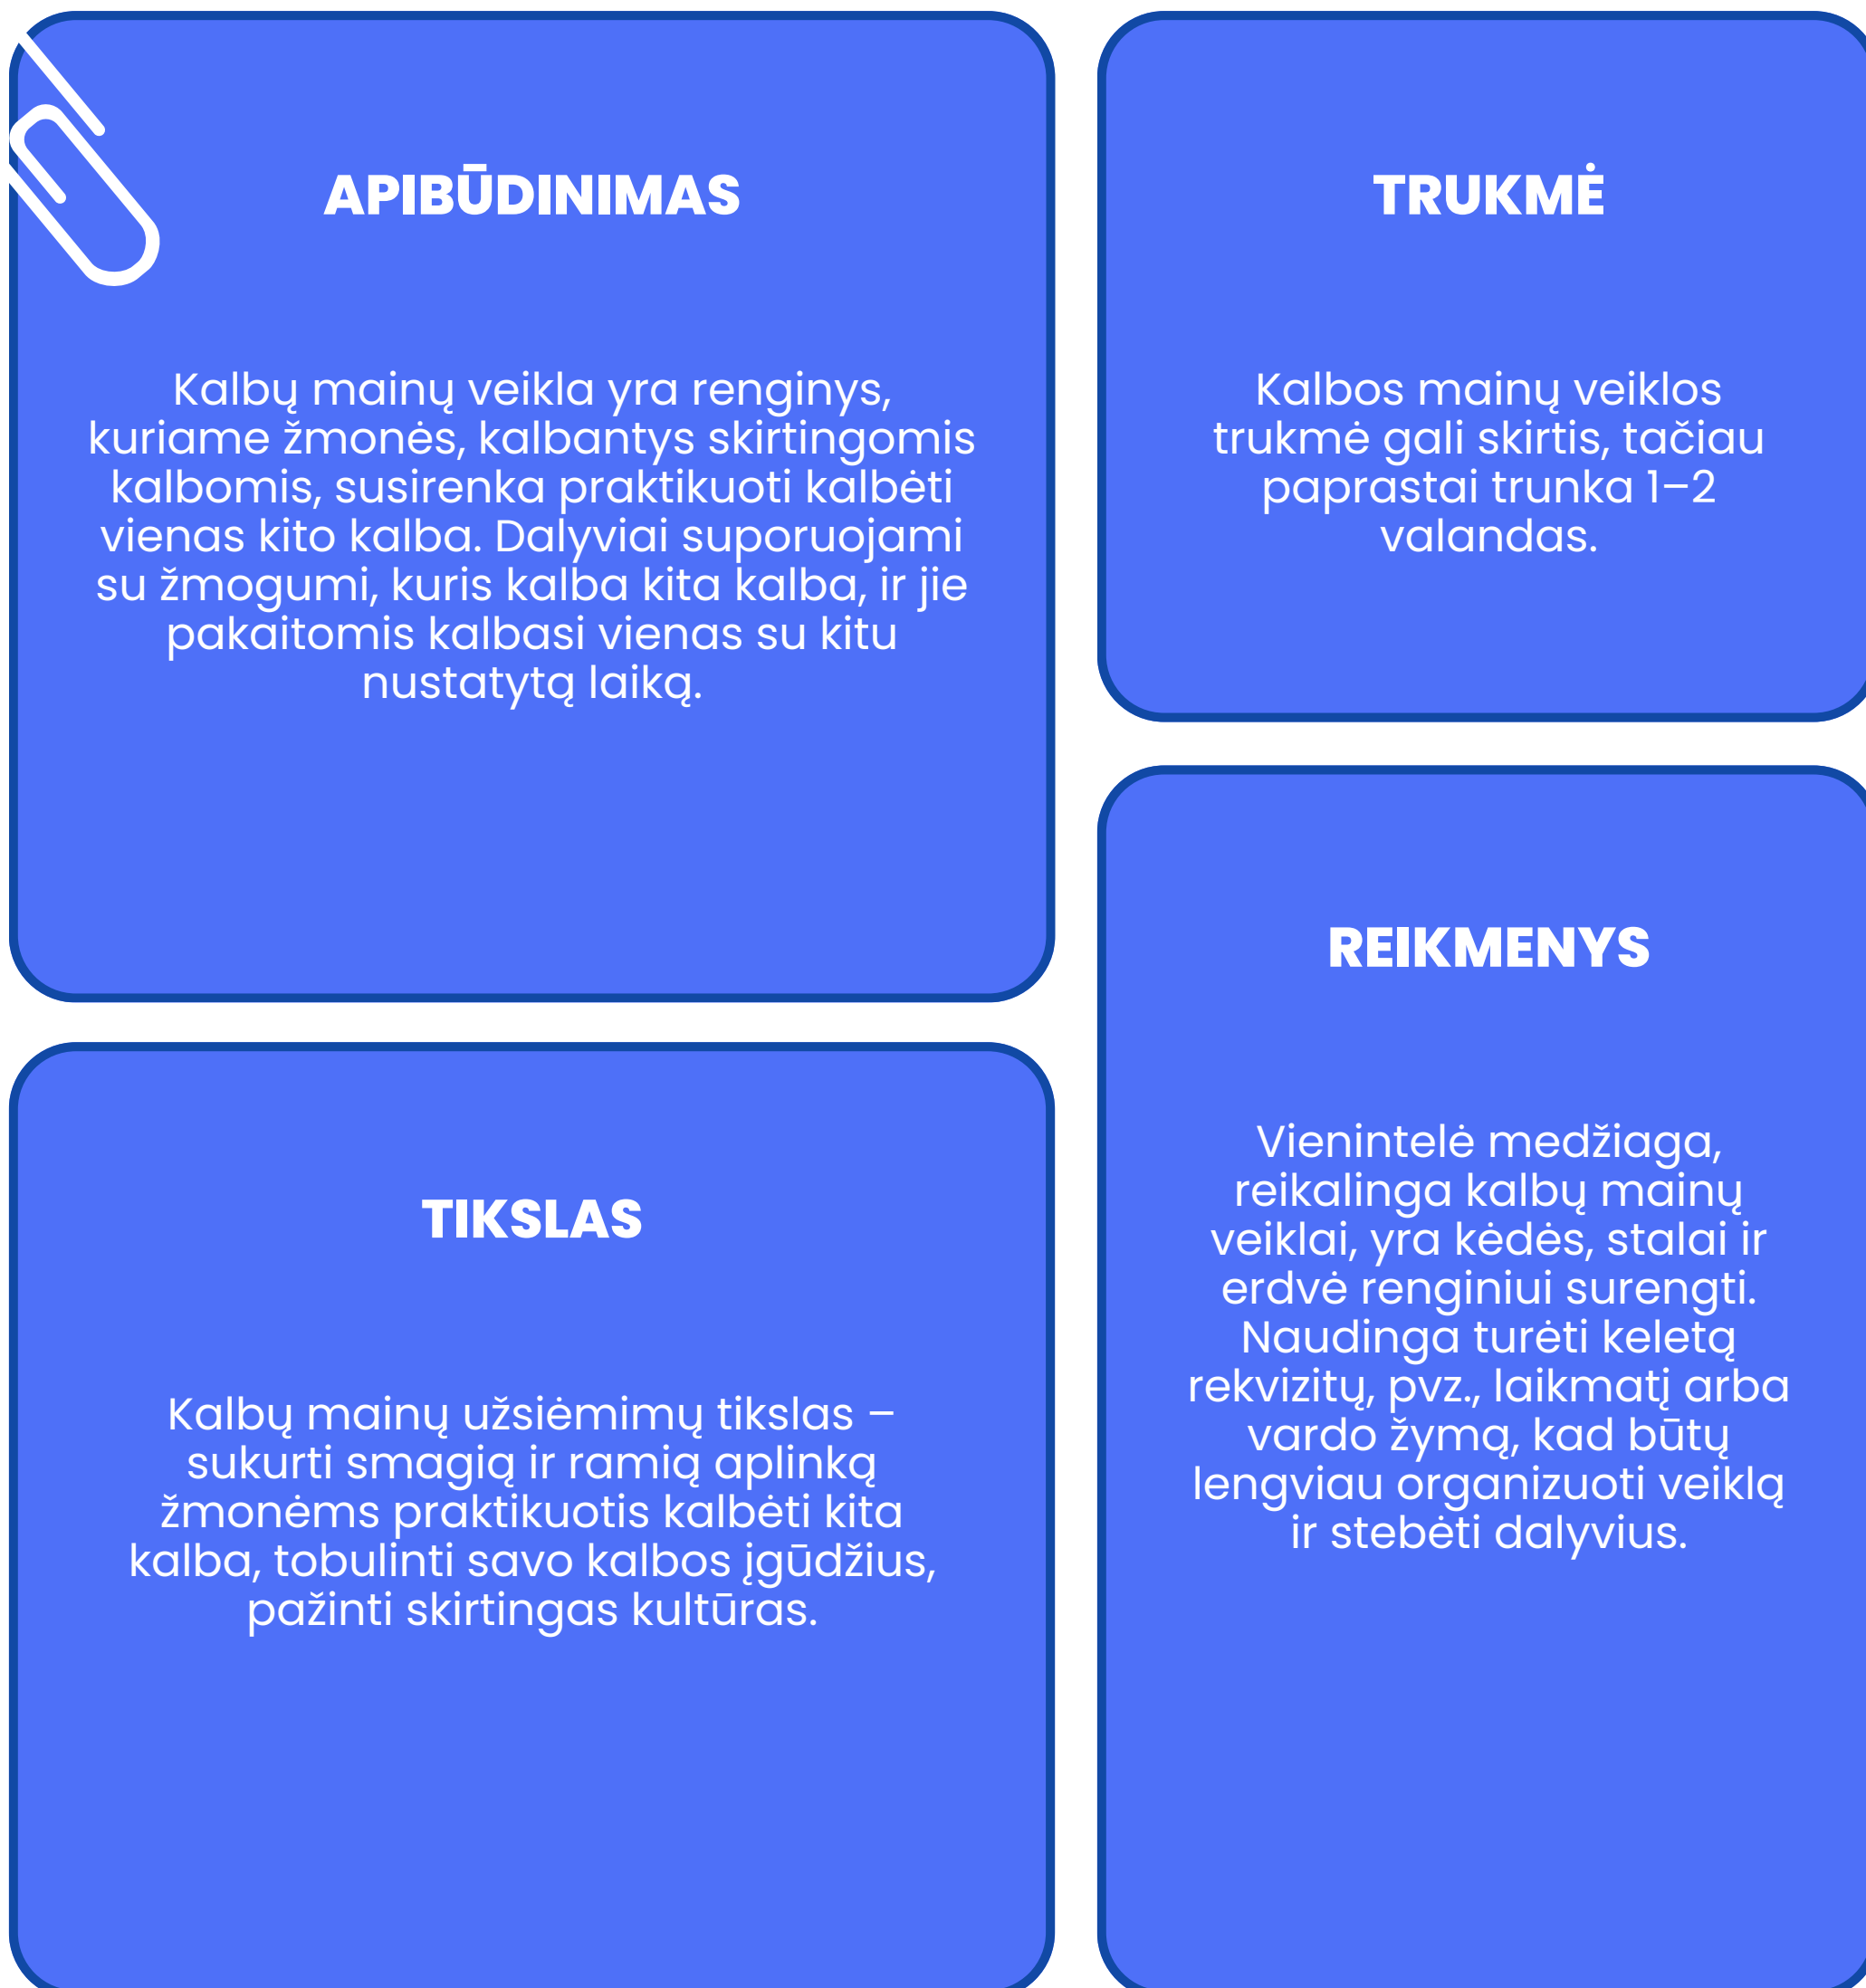 APIBŪDINIMAS
Kalbų mainų veikla yra renginys,
kuriame žmonės, kalbantys skirtingomis
kalbomis, susirenka praktikuoti kalbėti
vienas kito kalba. Dalyviai suporuojami
su žmogumi, kuris kalba kita kalba, ir jie
pakaitomis kalbasi vienas su kitu
nustatytą laiką.
TRUKMĖ
Kalbos mainų veiklos
trukmė gali skirtis, tačiau
paprastai trunka 1–2
valandas.
TIKSLAS
Kalbų mainų užsiėmimų tikslas –
sukurti smagią ir ramią aplinką
žmonėms praktikuotis kalbėti kita
kalba, tobulinti savo kalbos įgūdžius,
pažinti skirtingas kultūras.
REIKMENYS
Vienintelė medžiaga,
reikalinga kalbų mainų
veiklai, yra kėdės, stalai ir
erdvė renginiui surengti.
Naudinga turėti keletą
rekvizitų, pvz., laikmatį arba
vardo žymą, kad būtų
lengviau organizuoti veiklą
ir stebėti dalyvius.